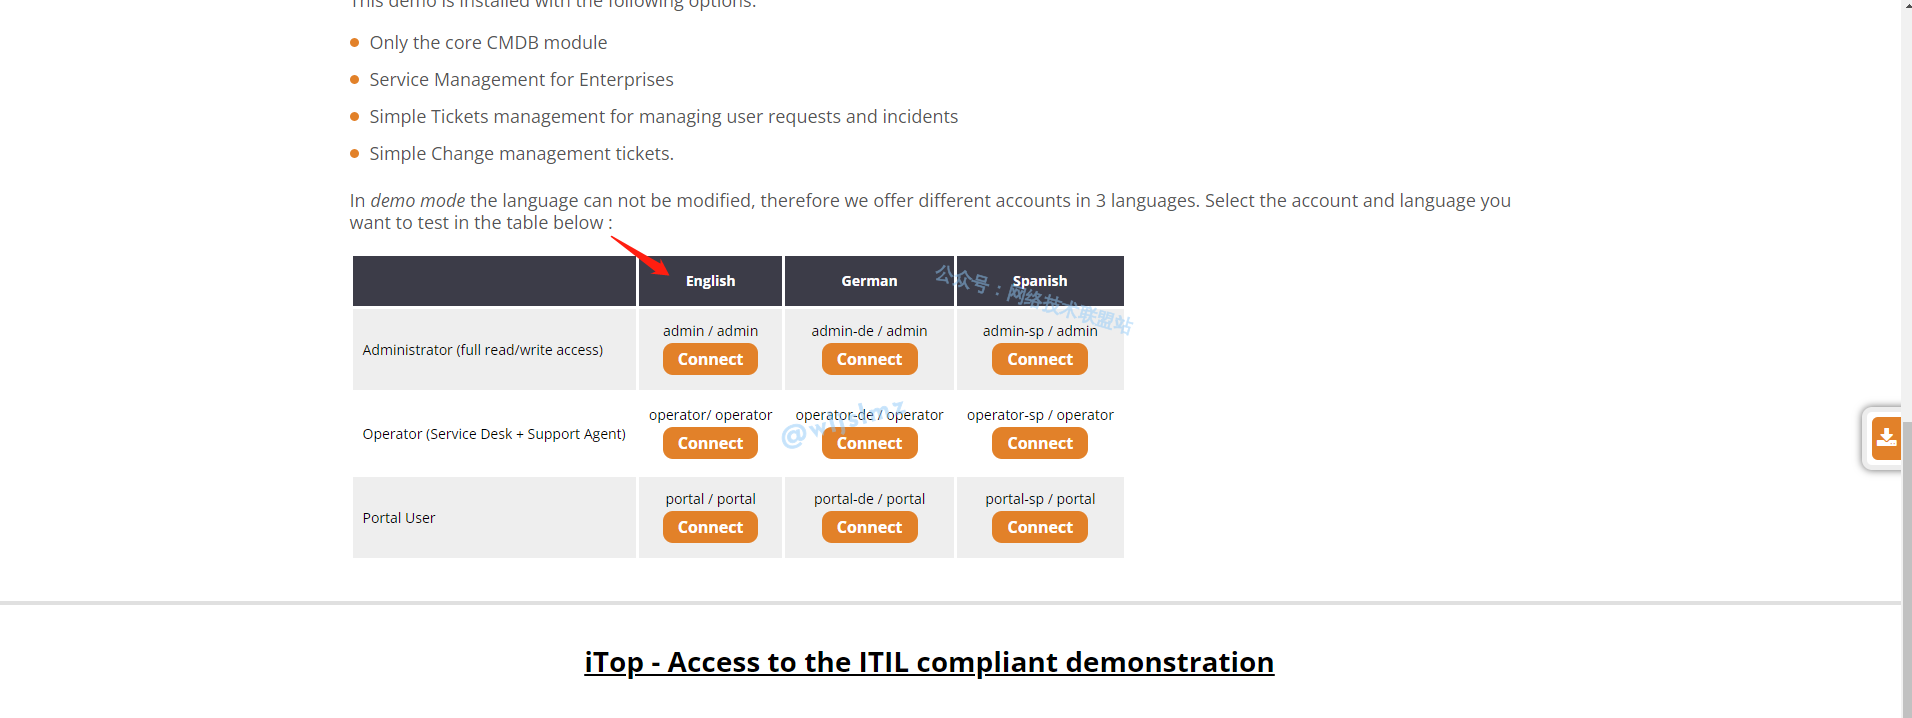 This demo is installed with the following options:
Only the core CMDB module
Service Management for Enterprises
Simple Tickets management for managing user requests and incidents
Simple Change management tickets.
In demo mode the language can not be modified, therefore we offer different accounts in 3 languages. Select the account and language you
want to test in the table below :
English German Spanish
公众号：网络技术联盟站
admin / admin admin-de / admin admin-sp / admin
Administrator (full read/write access)
Connect Connect Connect
operator/ operator operator-de / operator operator-sp / operator
@wljslmz
Operator (Service Desk + Support Agent)
Connect Connect Connect
portal / portal portal-de / portal portal-sp / portal
Portal User
Connect Connect Connect
iTop - Access to the ITIL compliant demonstration